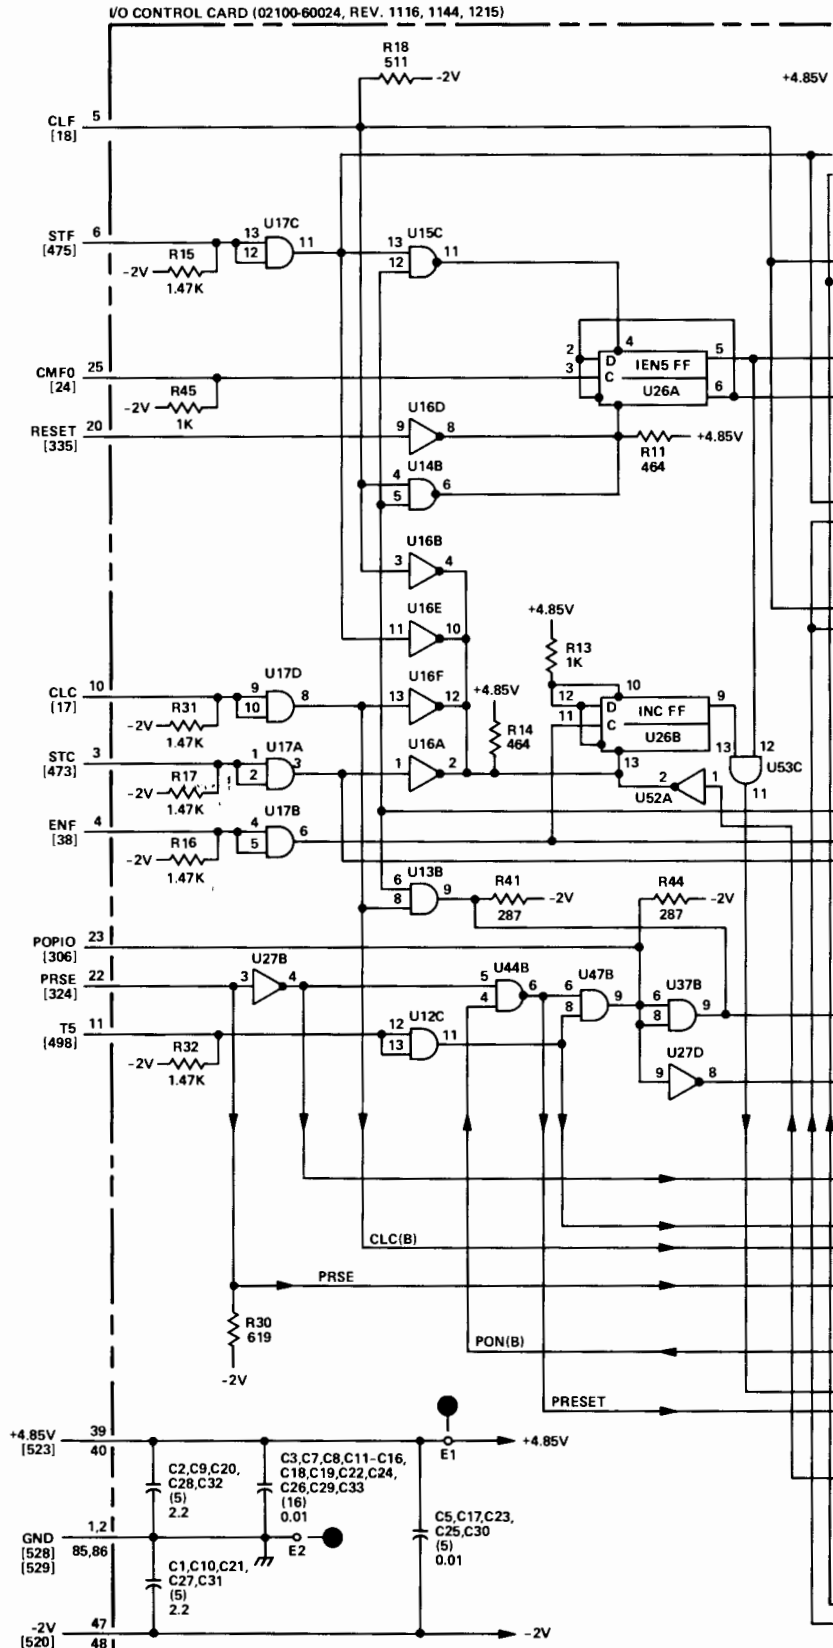 I/O CONTROL CARD (02100-60024, REV. 1116, 1144, 1215)
R18
511
-2V
+4.85V
CLF
[18]
5
STF
[475]
6
R15
-2V
1.47K
U17C
13
12
11
U15C
13
12
11
CMF0
[24]
25
R45
-2V
1K
2
3
4
D
C
IEN5 FF
U26A
5
6
RESET
[335]
20
U16D
9
8
+4.85V
R11
464
U14B
4
5
6
U16B
3
4
U16E
11
10
+4.85V
R13
1K
CLC
[17]
10
R31
-2V
1.47K
U17D
9
10
8
U16F
13
12
+4.85V
R14
464
12
11
10
D
C
INC FF
U26B
9
13
STC
[473]
3
R17
-2V
1.47K
U17A
1
2
3
U16A
1
2
2
1
U52A
13
12
U53C
11
ENF
[38]
4
R16
-2V
1.47K
U17B
4
5
6
U13B
6
8
9
R41
-2V
287
R44
-2V
287
POPIO
[306]
23
PRSE
[324]
22
U27B
3
4
U44B
5
4
6
U47B
6
8
9
U37B
6
8
9
T5
[498]
11
R32
-2V
1.47K
U12C
12
13
11
U27D
9
8
CLC(B)
PRSE
R30
619
-2V
PON(B)
PRESET
+4.85V
[523]
39
40
E1
+4.85V
C2,C9,C20,
C28,C32
(5)
2.2
C3,C7,C8,C11-C16,
C18,C19,C22,C24,
C26,C29,C33
(16)
0.01
C5,C17,C23,
C25,C30
(5)
0.01
GND
[528]
[529]
1,2
85,86
E2
C1,C10,C21,
C27,C31
(5)
2.2
-2V
[520]
47
48
-2V